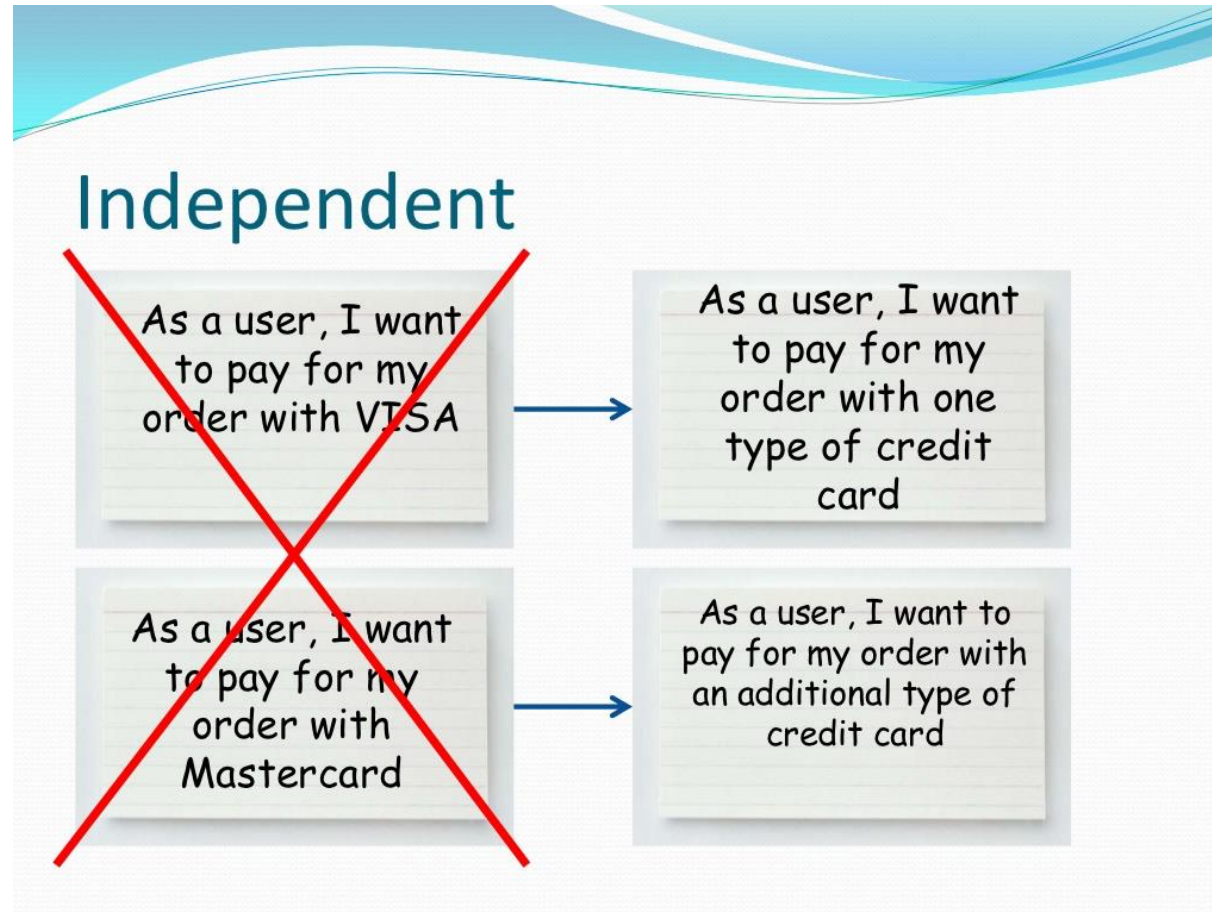 Independent
As a user, I want
to pay for my
order with VISA
As a user, I want
to pay for my
order with one
type of credit
card
As a user, I want
to pay for my
order with
Mastercard
As a user, I want to
pay for my order with
an additional type of
credit card